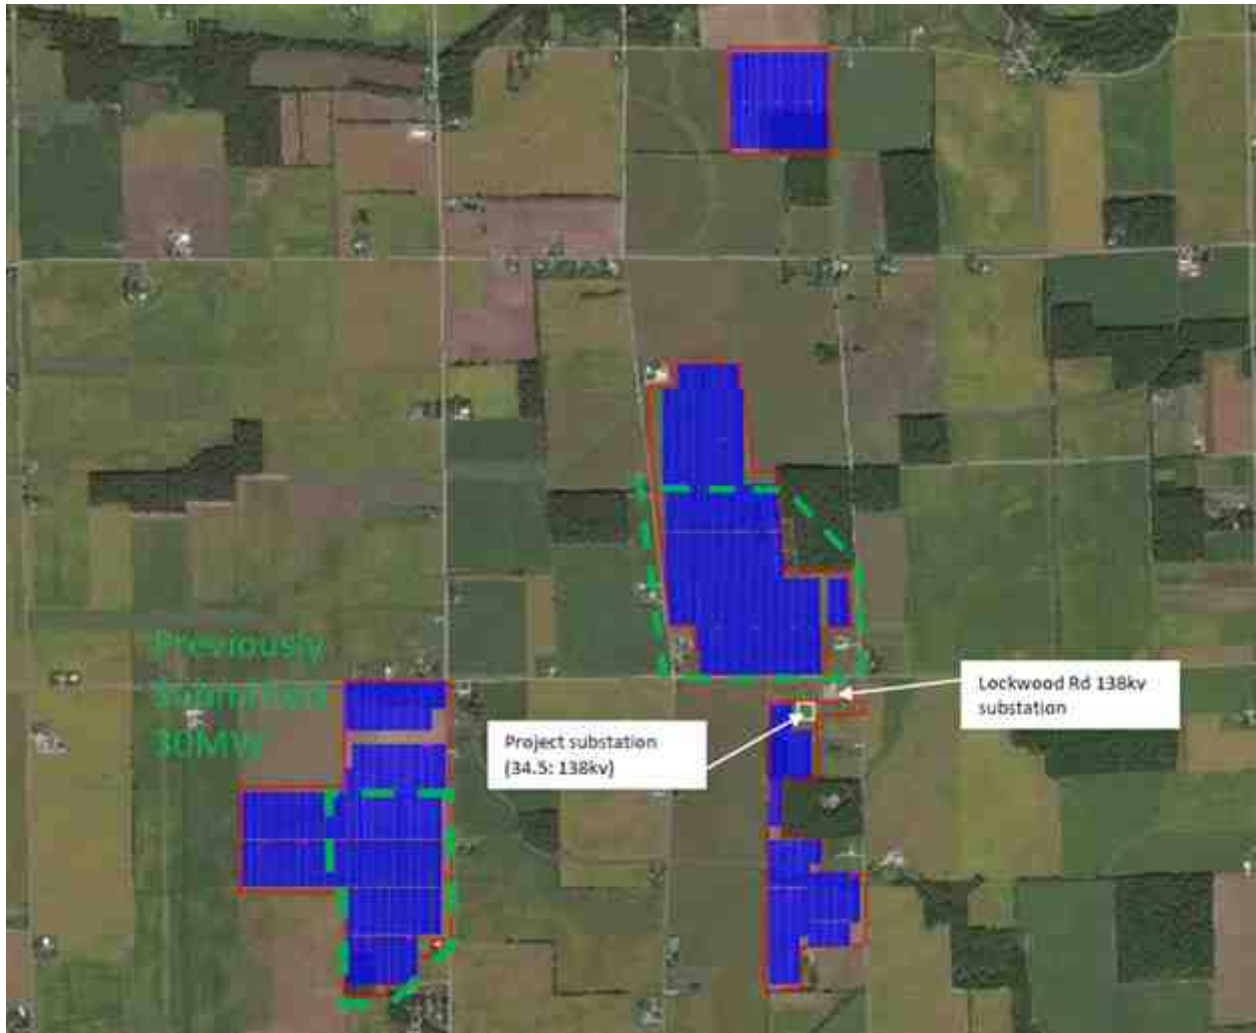 Previously
Submitted
30MW
Lockwood Rd 138kv
substation
Project substation
(34.5: 138kv)